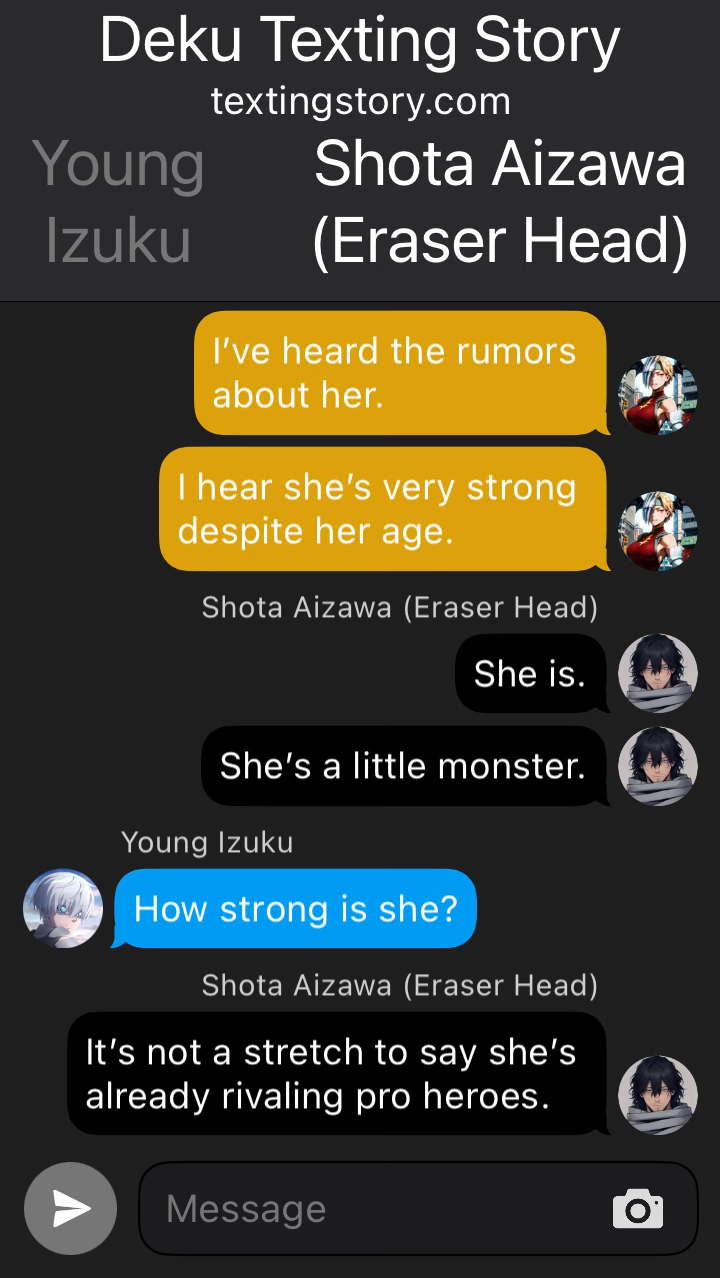 Deku Texting Story
textingstory.com
Young
Izuku
Shota Aizawa
(Eraser Head)
I’ve heard the rumors
about her.
I hear she’s very strong
despite her age.
Shota Aizawa (Eraser Head)
She is.
She’s a little monster.
Young Izuku
How strong is she?
Shota Aizawa (Eraser Head)
It’s not a stretch to say she’s
already rivaling pro heroes.
Message